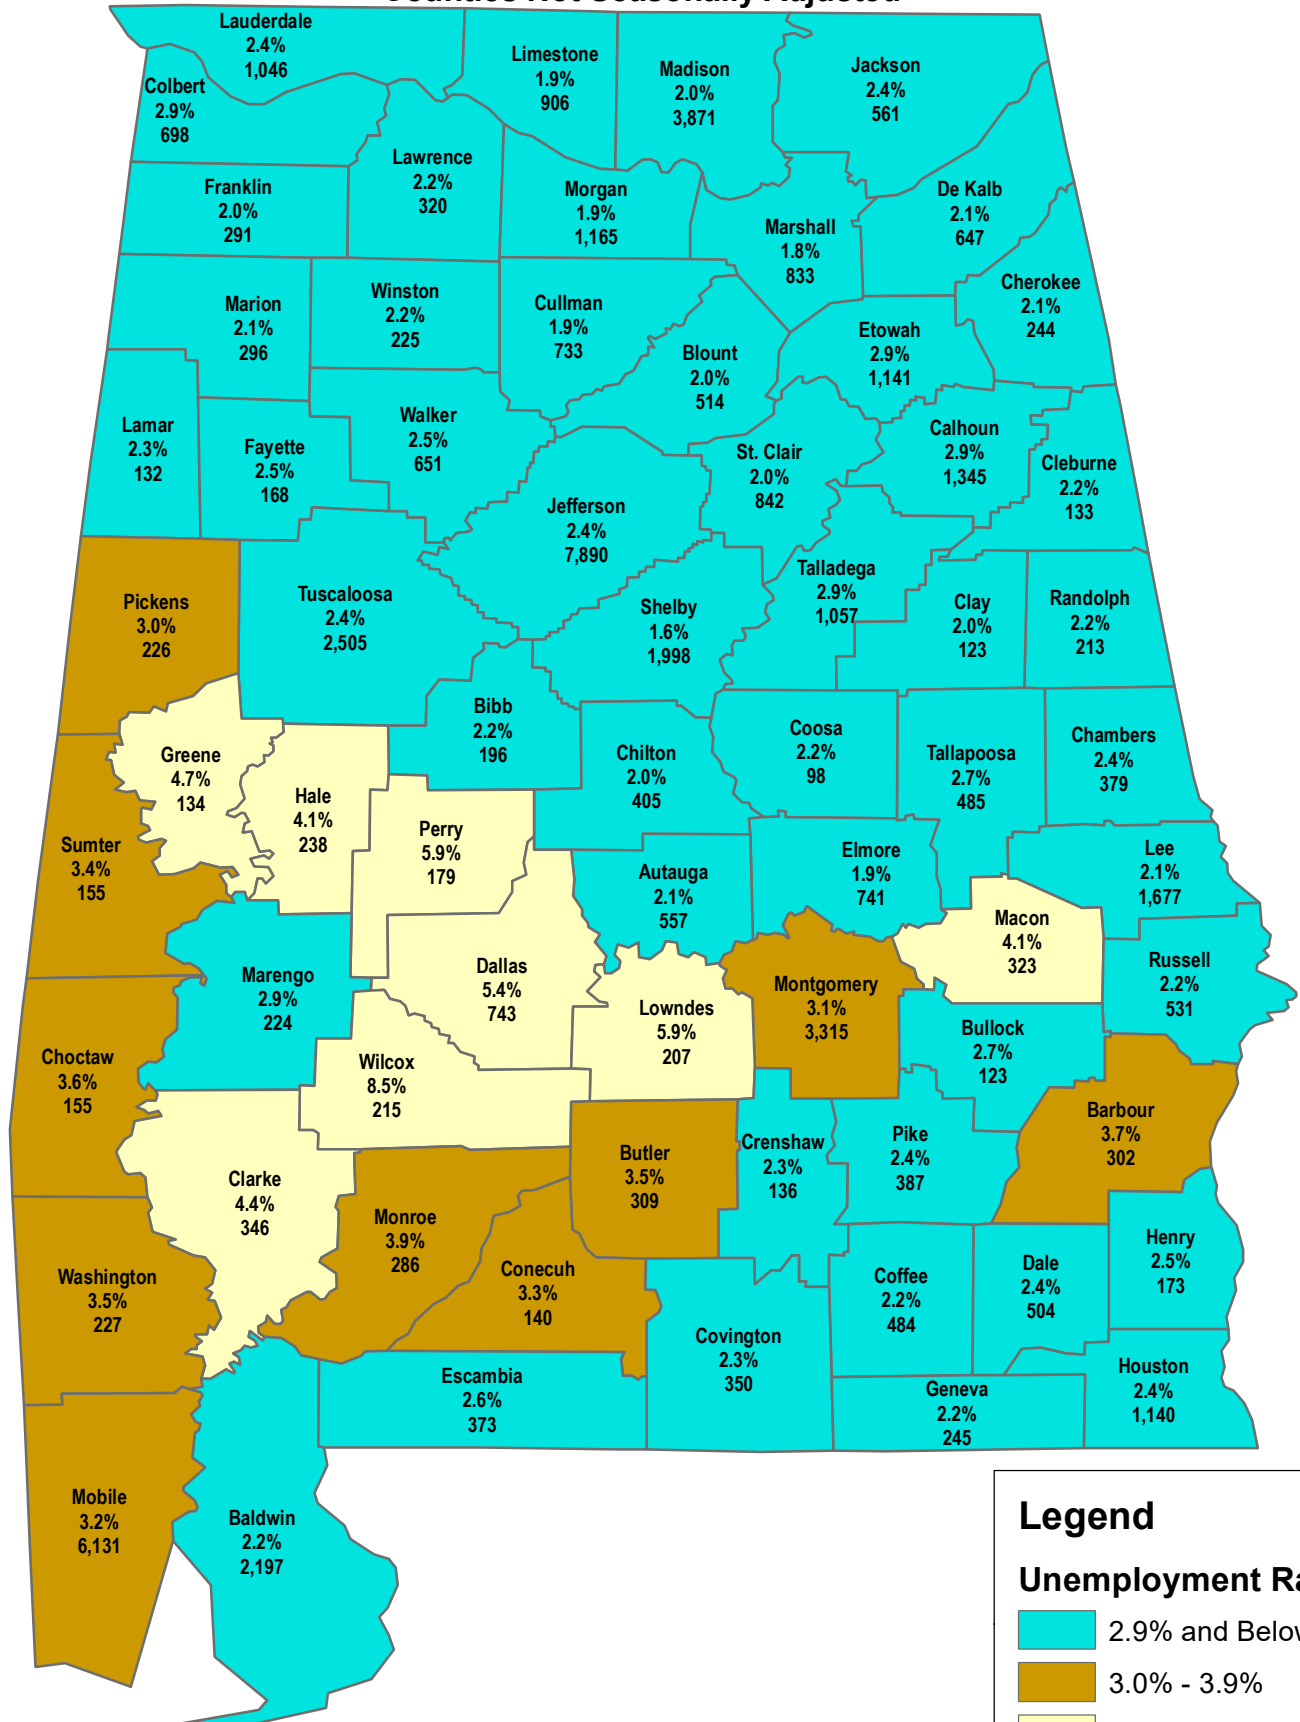 Counties Not Seasonally Adjusted
Lauderdale
2.4%
1,046
Limestone
1.9%
906
Madison
2.0%
3,871
Jackson
2.4%
561
Colbert
2.9%
698
Lawrence
2.2%
320
Franklin
2.0%
291
Morgan
1.9%
1,165
Marshall
1.8%
833
De Kalb
2.1%
647
Cherokee
2.1%
244
Marion
2.1%
296
Winston
2.2%
225
Cullman
1.9%
733
Blount
2.0%
514
Etowah
2.9%
1,141
Lamar
2.3%
132
Fayette
2.5%
168
Walker
2.5%
651
Jefferson
2.4%
7,890
St. Clair
2.0%
842
Calhoun
2.9%
1,345
Cleburne
2.2%
133
Pickens
3.0%
226
Tuscaloosa
2.4%
2,505
Shelby
1.6%
1,998
Talladega
2.9%
1,057
Clay
2.0%
123
Randolph
2.2%
213
Greene
4.7%
134
Hale
4.1%
238
Bibb
2.2%
196
Chilton
2.0%
405
Coosa
2.2%
98
Tallapoosa
2.7%
485
Chambers
2.4%
379
Sumter
3.4%
155
Perry
5.9%
179
Autauga
2.1%
557
Elmore
1.9%
741
Lee
2.1%
1,677
Macon
4.1%
323
Russell
2.2%
531
Marengo
2.9%
224
Dallas
5.4%
743
Lowndes
5.9%
207
Montgomery
3.1%
3,315
Bullock
2.7%
123
Choctaw
3.6%
155
Wilcox
8.5%
215
Barbour
3.7%
302
Clarke
4.4%
346
Butler
3.5%
309
Crenshaw
2.3%
136
Pike
2.4%
387
Monroe
3.9%
286
Conecuh
3.3%
140
Washington
3.5%
227
Henry
2.5%
173
Coffee
2.2%
484
Dale
2.4%
504
Covington
2.3%
350
Escambia
2.6%
373
Geneva
2.2%
245
Houston
2.4%
1,140
Mobile
3.2%
6,131
Baldwin
2.2%
2,197
Legend
Unemployment Ra
2.9% and Below
3.0% - 3.9%